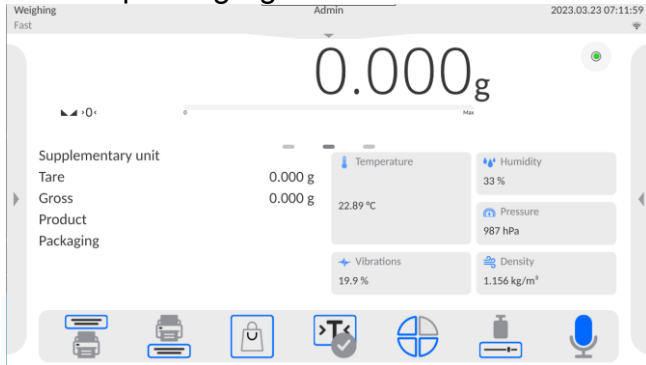 Weighing Admin 2023.03.23 07:11:59
Fast
0.000 g
›0‹ 0 Max
Supplementary unit
Tare 0.000 g
Gross 0.000 g
Product
Packaging
Temperature
22.89 °C
Humidity
33 %
Pressure
987 hPa
Vibrations
19.9 %
Density
1.156 kg/m³
›T‹